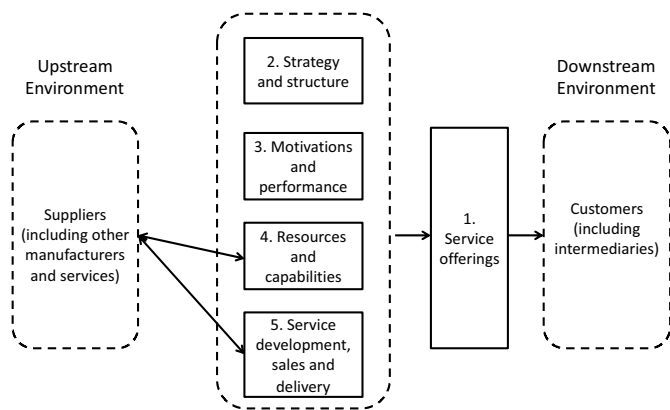 Upstream
Environment
Suppliers
(including other
manufacturers
and services)
2. Strategy
and structure
3. Motivations
and
performance
4. Resources
and
capabilities
5. Service
development,
sales and
delivery
1.
Service
offerings
Downstream
Environment
Customers
(including
intermediaries)